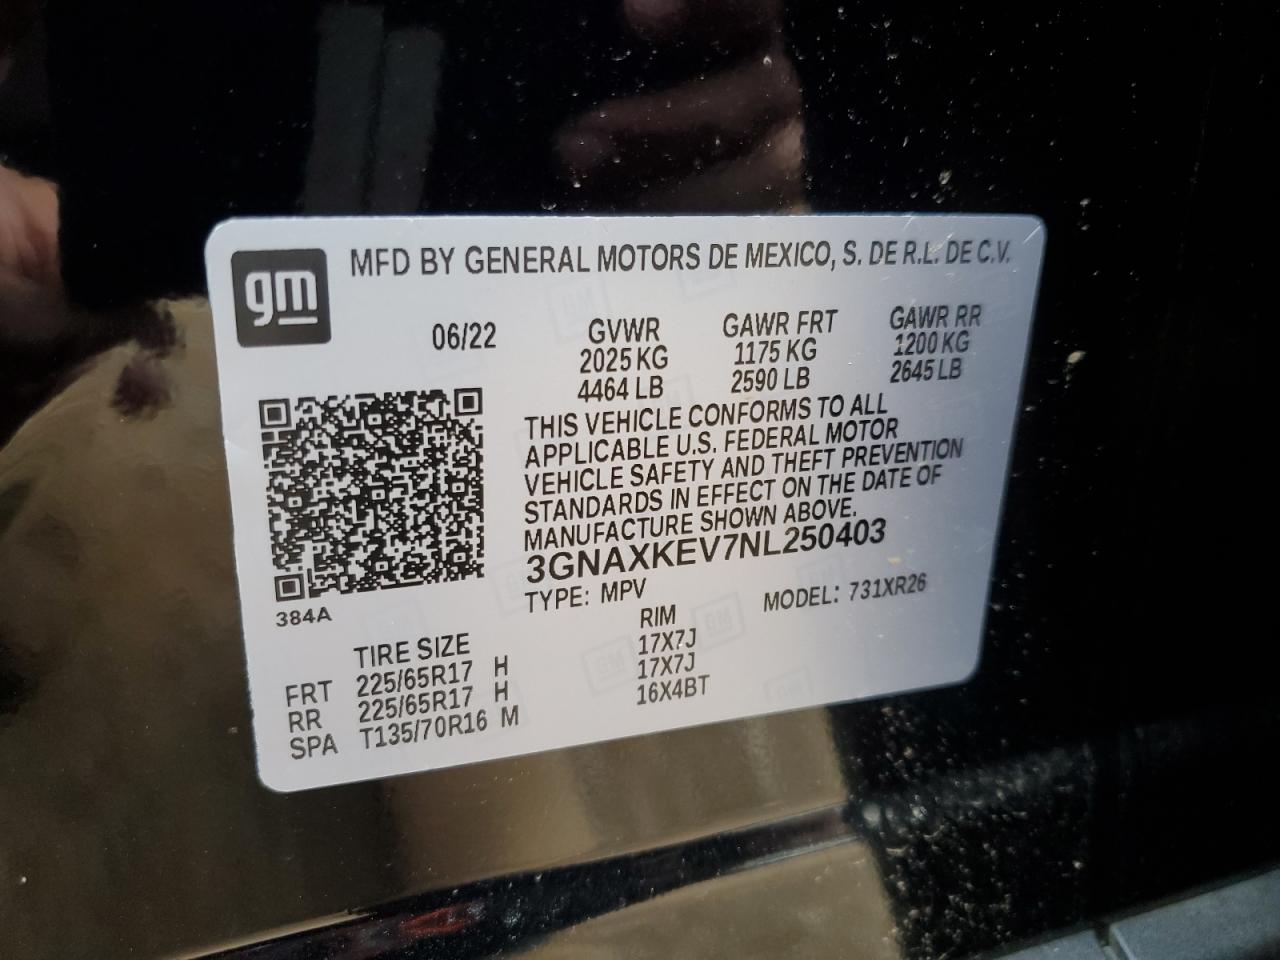 gm
MFD BY GENERAL MOTORS DE MEXICO, S. DE R.L. DE C.V.
06/22
GVWR GAWR FRT GAWR RR
2025 KG 1175 KG 1200 KG
4464 LB 2590 LB 2645 LB
THIS VEHICLE CONFORMS TO ALL
APPLICABLE U.S. FEDERAL MOTOR
VEHICLE SAFETY AND THEFT PREVENTION
STANDARDS IN EFFECT ON THE DATE OF
MANUFACTURE SHOWN ABOVE.
3GNAXKEV7NL250403
TYPE: MPV MODEL: 731XR26
384A
TIRE SIZE RIM
FRT 225/65R17 H 17X7J
RR 225/65R17 H 17X7J
SPA T135/70R16 M 16X4BT